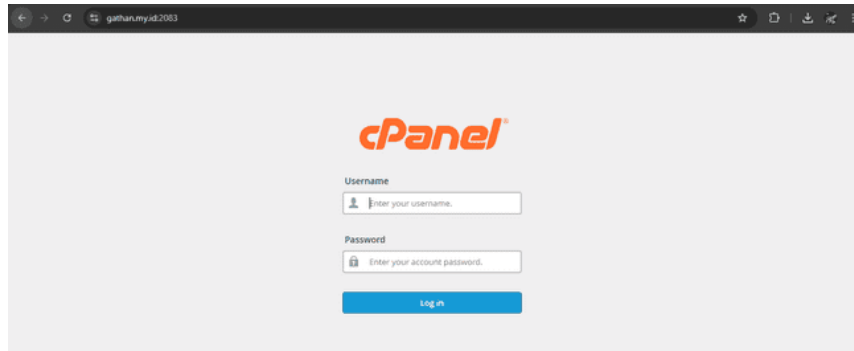 gathan.my.id:2083
cPanel®
Username
Enter your username.
Password
Enter your account password.
Log in